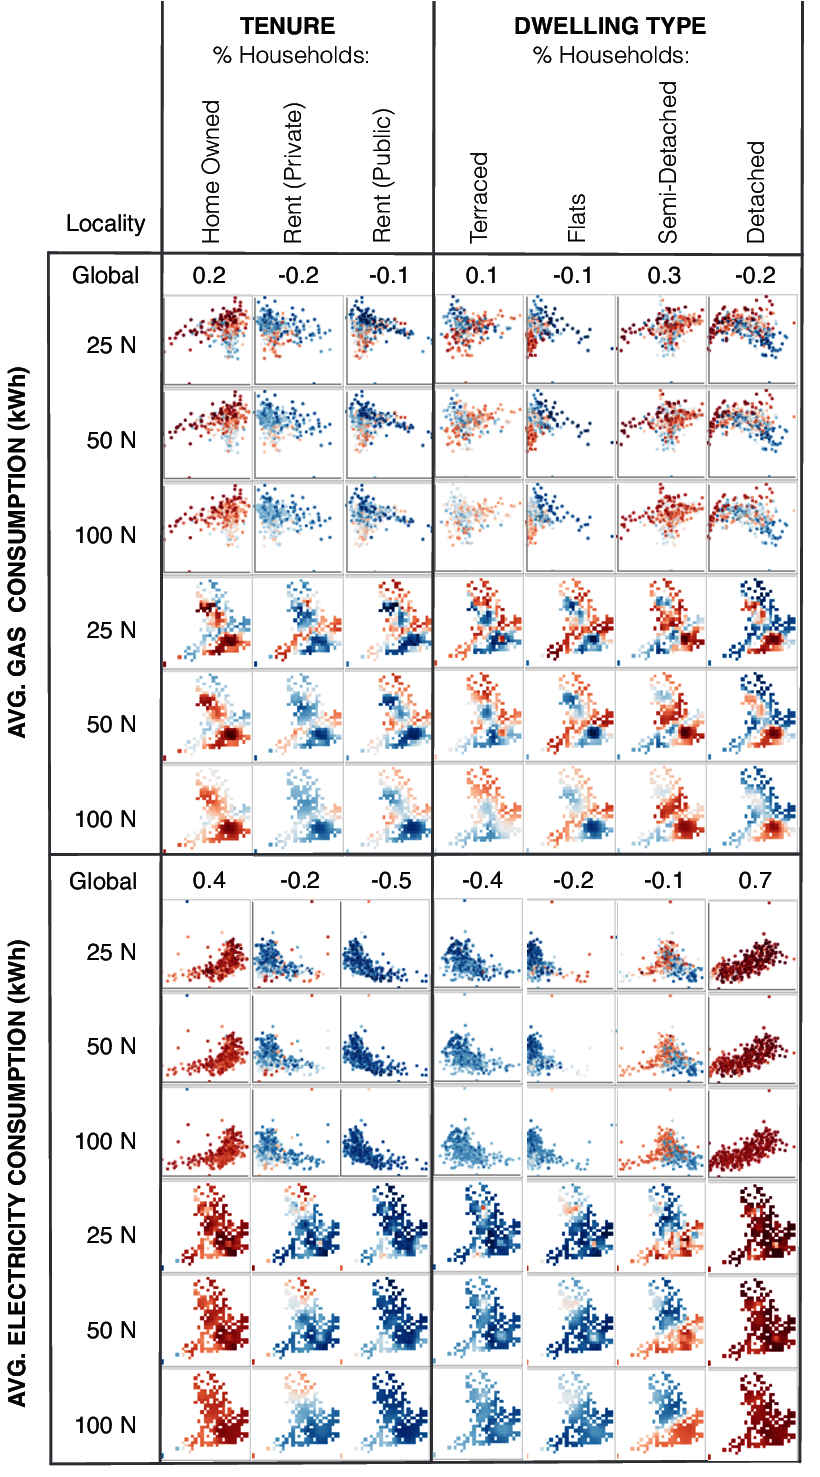 TENURE
% Households:
DWELLING TYPE
% Households:
Locality
Home Owned
Rent (Private)
Rent (Public)
Terraced
Flats
Semi-Detached
Detached
AVG. GAS CONSUMPTION (kWh)
Global 0.2 -0.2 -0.1 0.1 -0.1 0.3 -0.2
25 N
50 N
100 N
25 N
50 N
100 N
AVG. ELECTRICITY CONSUMPTION (kWh)
Global 0.4 -0.2 -0.5 -0.4 -0.2 -0.1 0.7
25 N
50 N
100 N
25 N
50 N
100 N